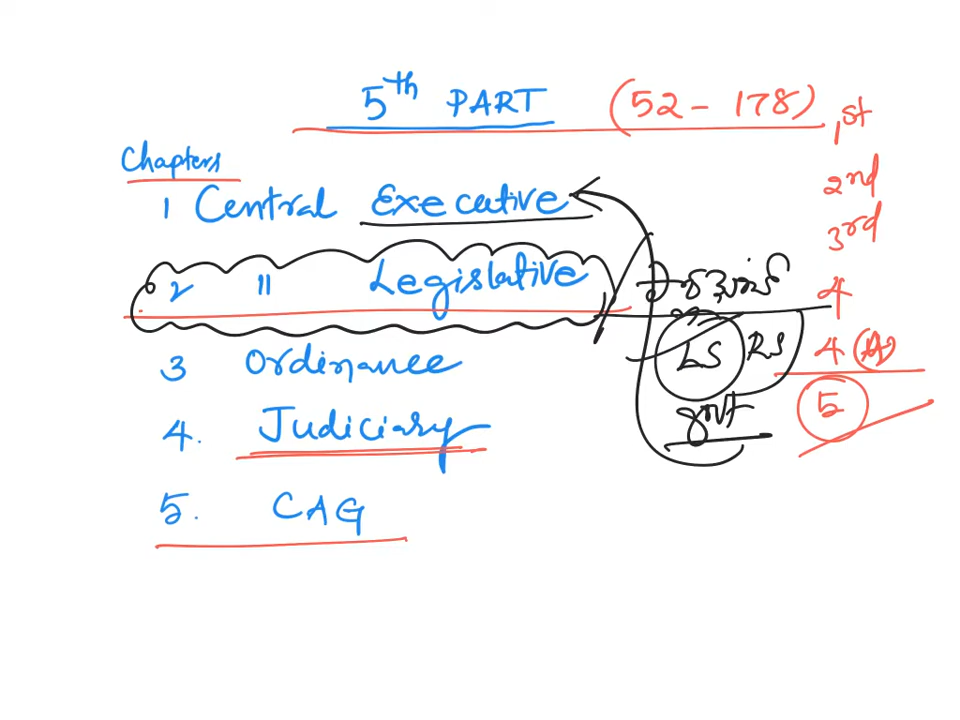 5th PART (52 - 178)
1st
Chapters
2nd
1 Central Executive
3rd
2 〃 Legislative
4
3 Ordinance
LS RS
4 (A)
govt
5
4. Judiciary
5. CAG